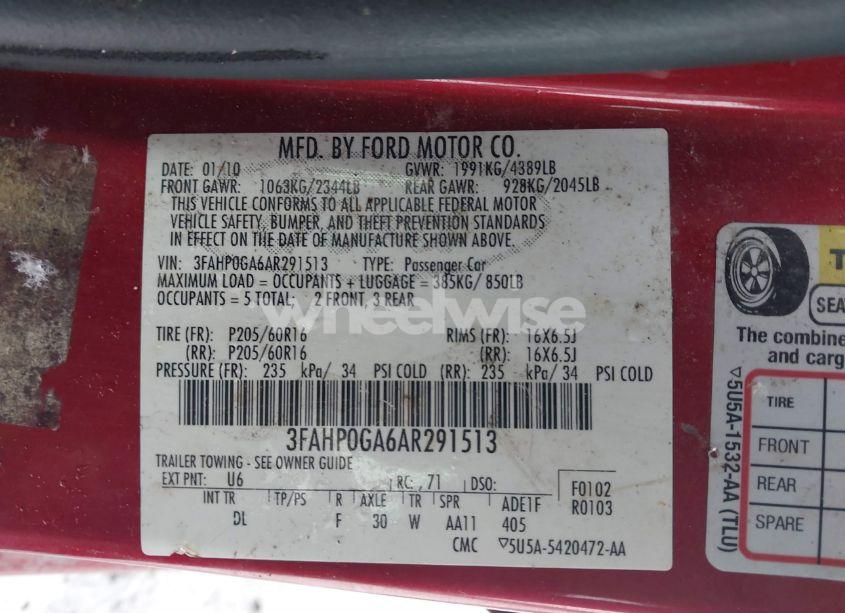 MFD. BY FORD MOTOR CO.
DATE: 01/10 GVWR: 1991KG/4389LB
FRONT GAWR: 1063KG/2344LB REAR GAWR: 928KG/2045LB
THIS VEHICLE CONFORMS TO ALL APPLICABLE FEDERAL MOTOR
VEHICLE SAFETY, BUMPER, AND THEFT PREVENTION STANDARDS
IN EFFECT ON THE DATE OF MANUFACTURE SHOWN ABOVE.
VIN: 3FAHP0GA6AR291513 TYPE: Passenger Car
MAXIMUM LOAD = OCCUPANTS + LUGGAGE = 385KG/ 850LB
OCCUPANTS = 5 TOTAL: 2 FRONT, 3 REAR
wheelwise
TIRE (FR): P205/60R16 RIMS (FR): 16X6.5J
(RR): P205/60R16 (RR): 16X6.5J
PRESSURE (FR): 235 kPa/ 34 PSI COLD (RR): 235 kPa/ 34 PSI COLD
3FAHP0GA6AR291513
TRAILER TOWING - SEE OWNER GUIDE
EXT PNT: U6 RC: 71 DSO:
F0102
R0103
INT TR TP/PS R AXLE TR SPR ADE1F
DL F 30 W AA11 405
CMC ▽5U5A-5420472-AA
▽5U5A-1532-AA (TLU)
SEA
The combine
and carg
TIRE
FRONT
REAR
SPARE